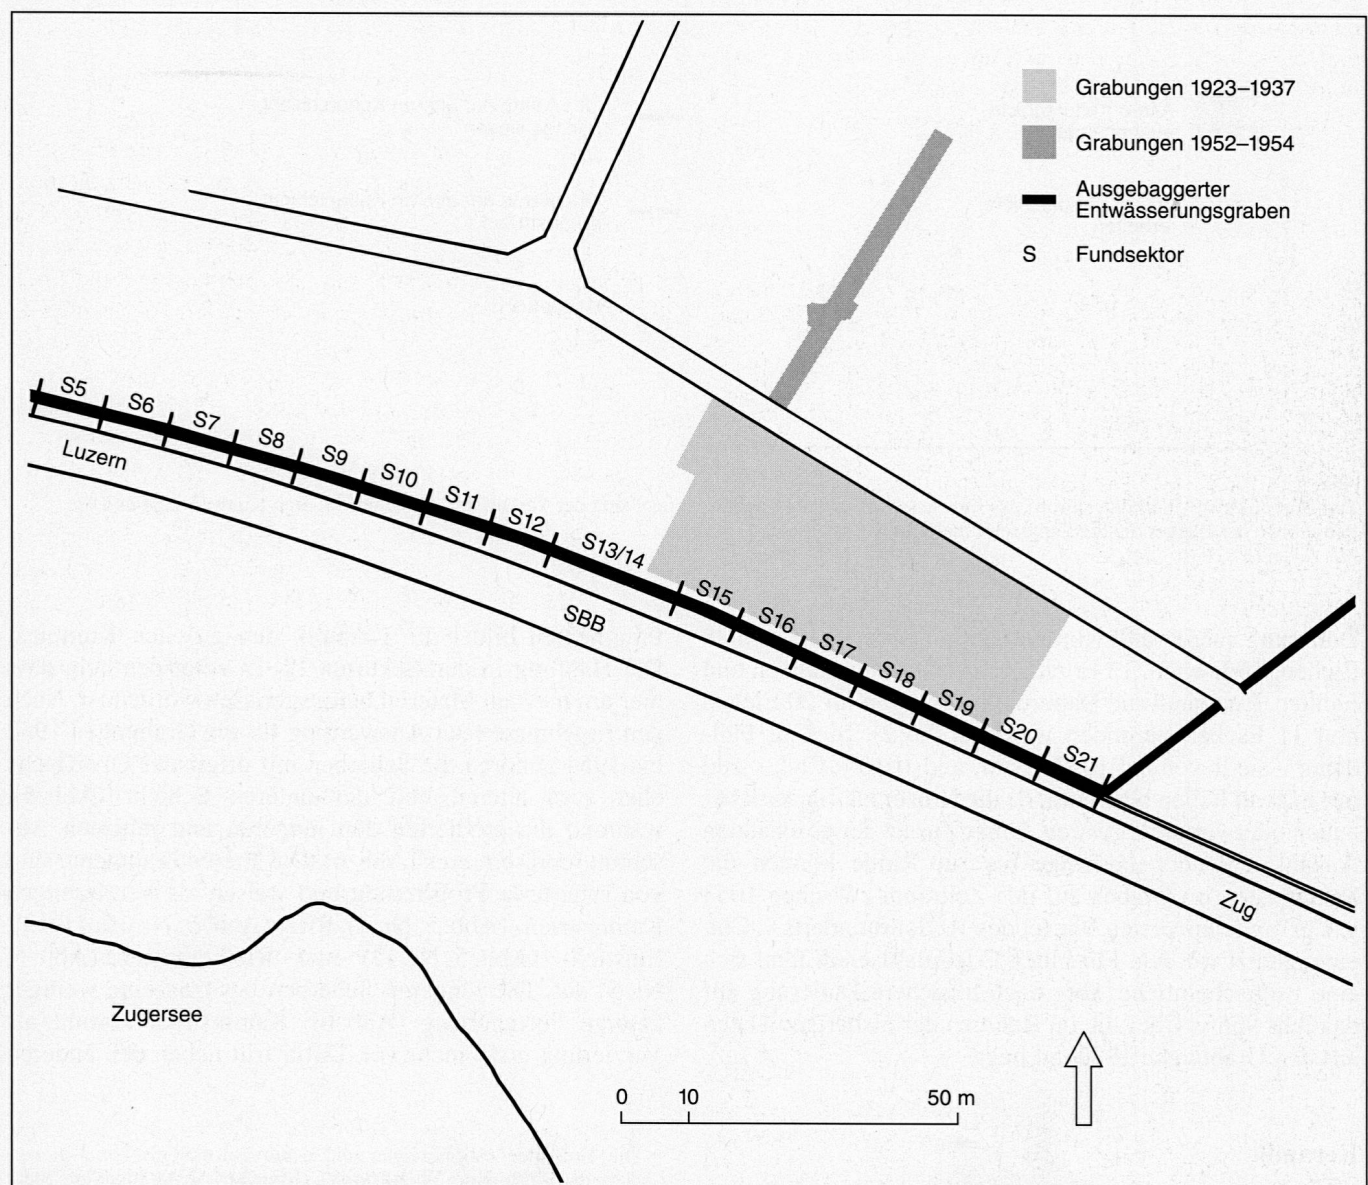 Grabungen 1923–1937
Grabungen 1952–1954
Ausgebaggerter
Entwässerungsgraben
S Fundsektor
S5
S6
S7
S8
S9
S10
S11
S12
S13/14
S15
S16
S17
S18
S19
S20
S21
Luzern
SBB
Zug
Zugersee
0 10 50 m